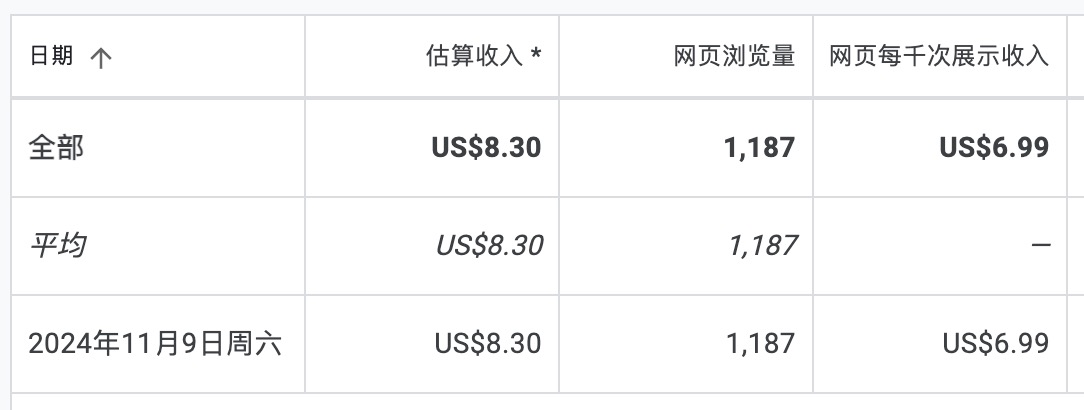 日期 ↑ 估算收入 * 网页浏览量 网页每千次展示收入
全部 US$8.30 1,187 US$6.99
平均 US$8.30 1,187 —
2024年11月9日周六 US$8.30 1,187 US$6.99